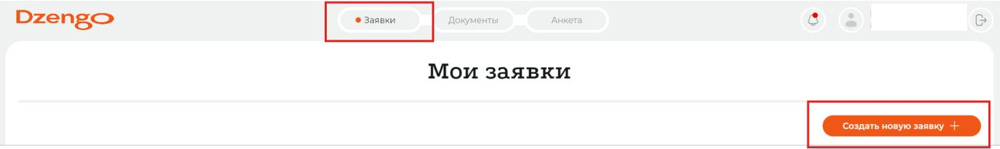 Dzengo
Заявки
Документы
Анкета
Мои заявки
Создать новую заявку +